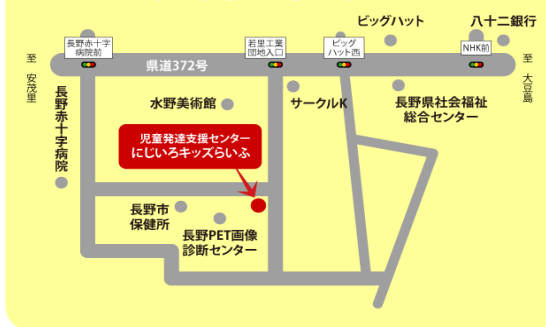 ビッグハット
八十二銀行
長野赤十字
病院前
若里工業
団地入口
ビッグ
ハット西
NHK前
至 安茂里
県道372号
至 大豆島
長野赤十字病院
水野美術館
サークルK
長野県社会福祉
総合センター
児童発達支援センター
にじいろキッズらいふ
長野市
保健所
長野PET画像
診断センター